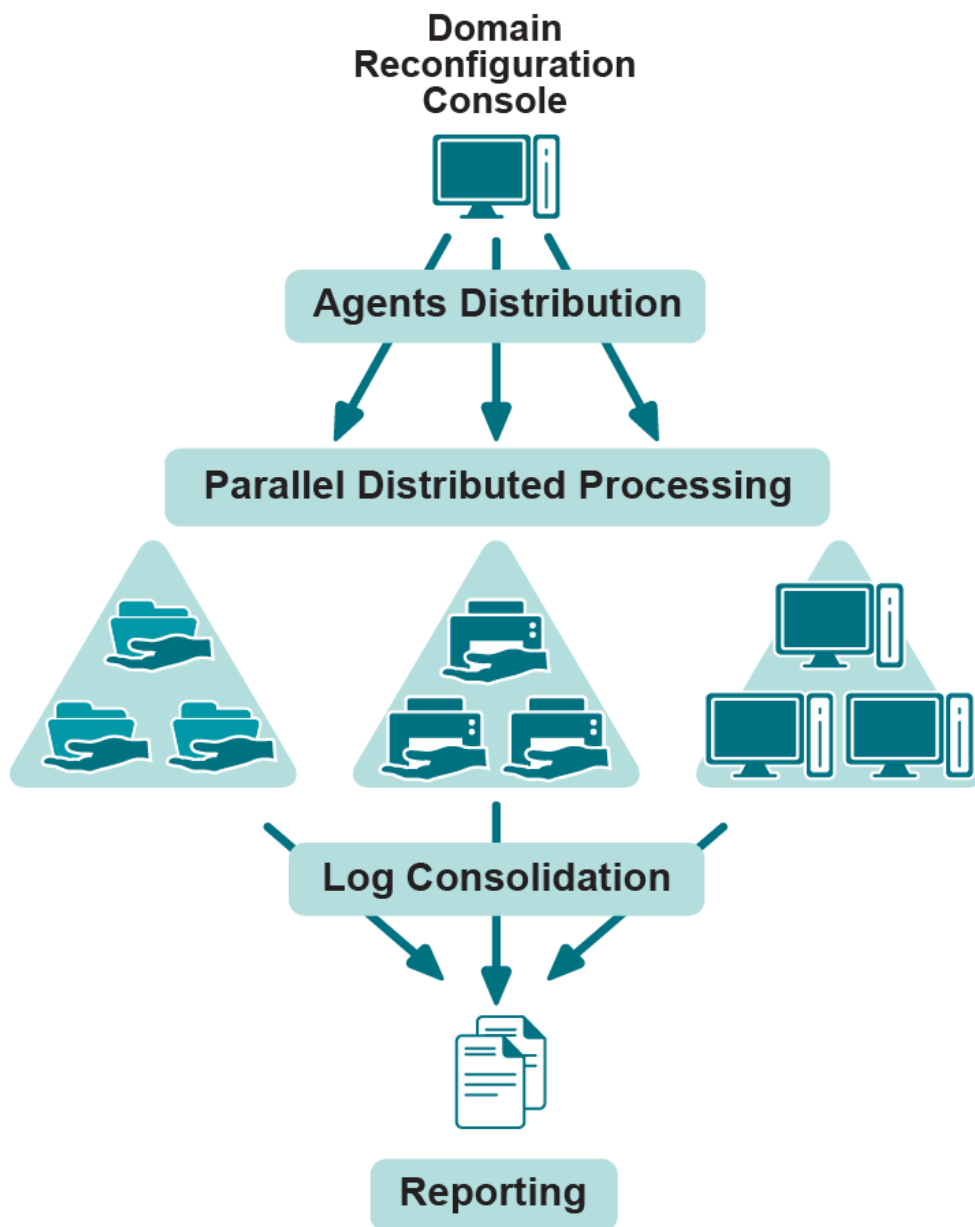 Domain
Reconfiguration
Console
Agents Distribution
Parallel Distributed Processing
Log Consolidation
Reporting